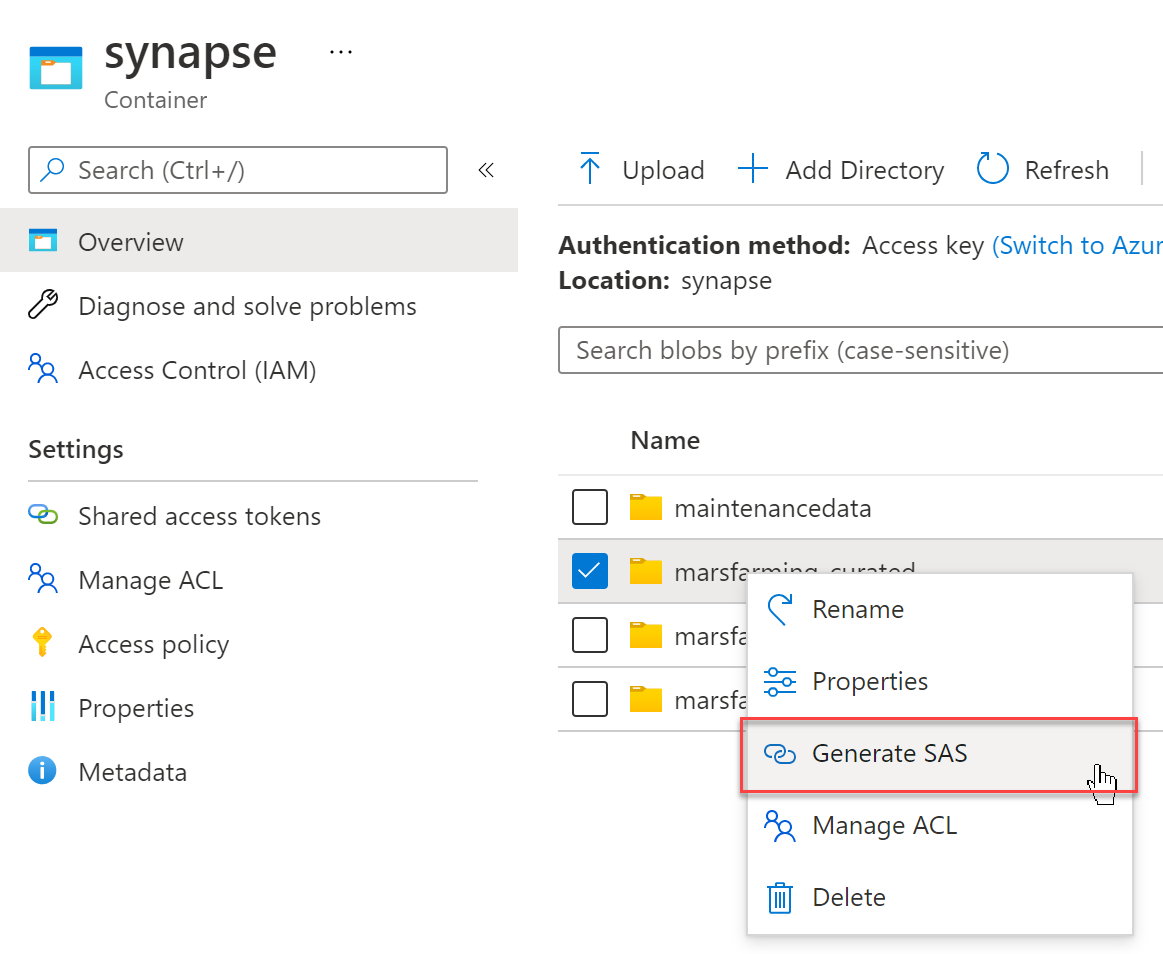 synapse ...
Container
Search (Ctrl+/)
Overview
Diagnose and solve problems
Access Control (IAM)
Settings
Shared access tokens
Manage ACL
Access policy
Properties
Metadata
Upload
Add Directory
Refresh
Authentication method: Access key (Switch to Azur
Location: synapse
Search blobs by prefix (case-sensitive)
Name
maintenancedata
marsfarming_curated
marsfa
marsfa
Rename
Properties
Generate SAS
Manage ACL
Delete